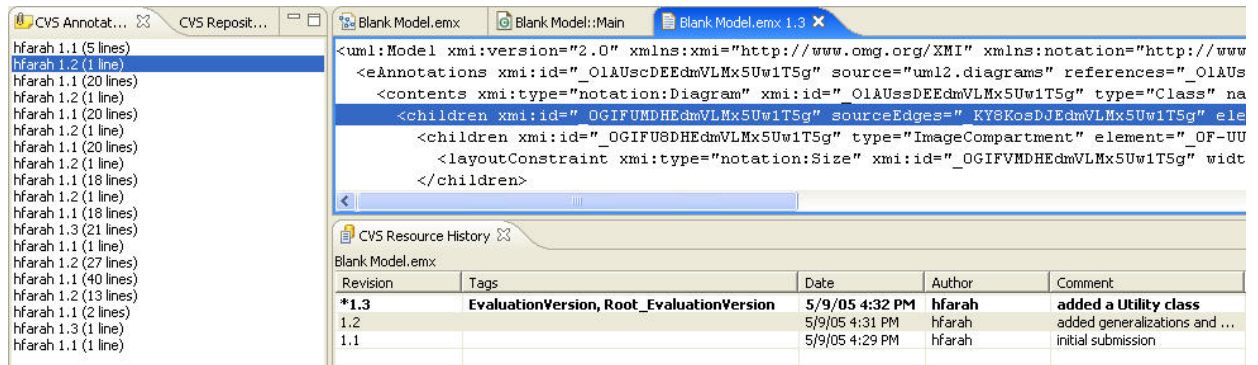 CVS Annotat...
CVS Reposit...
hfarah 1.1 (5 lines)
hfarah 1.2 (1 line)
hfarah 1.1 (20 lines)
hfarah 1.2 (1 line)
hfarah 1.1 (20 lines)
hfarah 1.2 (1 line)
hfarah 1.1 (20 lines)
hfarah 1.2 (1 line)
hfarah 1.1 (18 lines)
hfarah 1.2 (1 line)
hfarah 1.1 (18 lines)
hfarah 1.3 (21 lines)
hfarah 1.1 (1 line)
hfarah 1.2 (27 lines)
hfarah 1.1 (40 lines)
hfarah 1.2 (13 lines)
hfarah 1.1 (2 lines)
hfarah 1.3 (1 line)
hfarah 1.1 (1 line)
Blank Model.emx
Blank Model::Main
Blank Model.emx 1.3
<uml:Model xmi:version="2.0" xmlns:xmi="http://www.omg.org/XMI" xmlns:notation="http://www
<eAnnotations xmi:id="_OlAUscDEEdmVLMx5Uw1T5g" source="uml2.diagrams" references="_OlAUs
<contents xmi:type="notation:Diagram" xmi:id="_OlAUssDEEdmVLMx5Uw1T5g" type="Class" na
<children xmi:id="_OGIFUMDHEdmVLMx5Uw1T5g" sourceEdges="_KY8KosDJEdmVLMx5Uw1T5g" ele
<children xmi:id="_OGIFU8DHEdmVLMx5Uw1T5g" type="ImageCompartment" element="_OF-UU
<layoutConstraint xmi:type="notation:Size" xmi:id="_OGIFVMDHEdmVLMx5Uw1T5g" widt
</children>
CVS Resource History
Blank Model.emx
Revision Tags Date Author Comment
*1.3 EvaluationVersion, Root_EvaluationVersion 5/9/05 4:32 PM hfarah added a Utility class
1.2 5/9/05 4:31 PM hfarah added generalizations and ...
1.1 5/9/05 4:29 PM hfarah initial submission